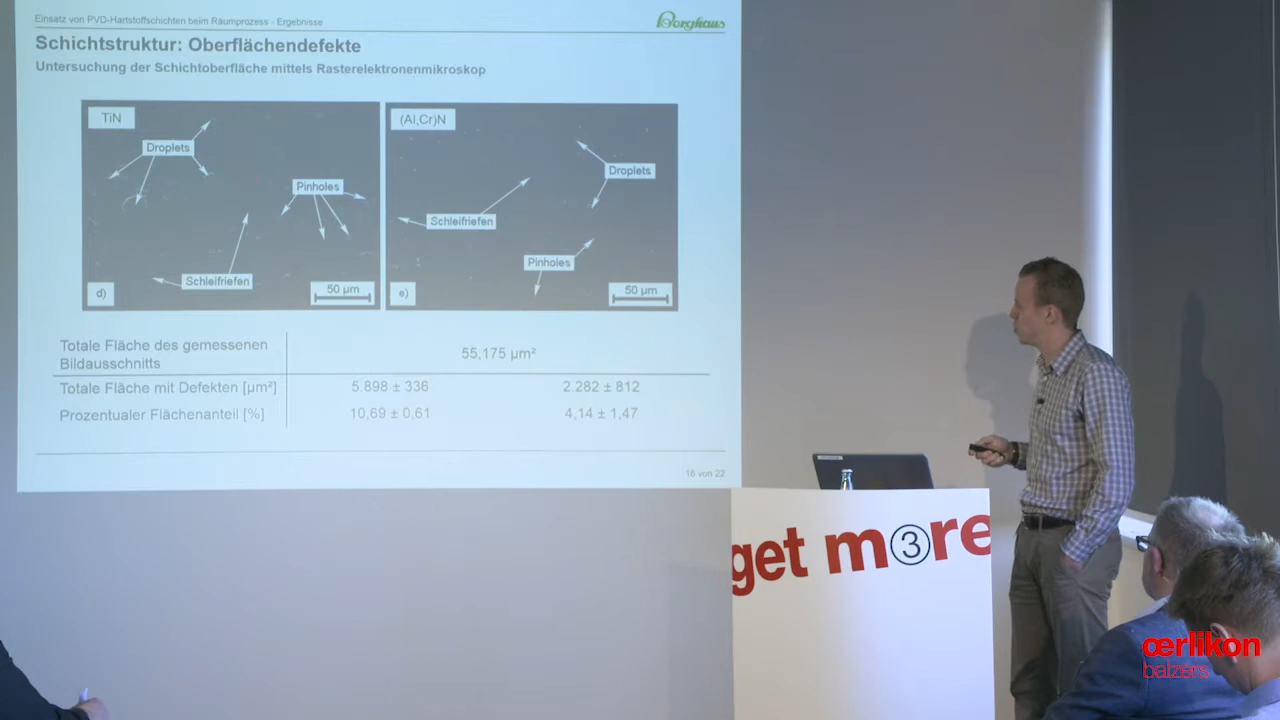 Einsatz von PVD-Hartstoffschichten beim Räumprozess - Ergebnisse
Borghaus
Schichtstruktur: Oberflächendefekte
Untersuchung der Schichtoberfläche mittels Rasterelektronenmikroskop
TiN
(Al,Cr)N
Droplets
Droplets
Pinholes
Schleifriefen
Pinholes
Schleifriefen
d)
50 µm
e)
50 µm
Totale Fläche des gemessenen
Bildausschnitts
55,175 µm²
Totale Fläche mit Defekten [µm²]
5.898 ± 336
2.282 ± 812
Prozentualer Flächenanteil [%]
10,69 ± 0,61
4,14 ± 1,47
16 von 22
get m3re
œrlikon
balzers